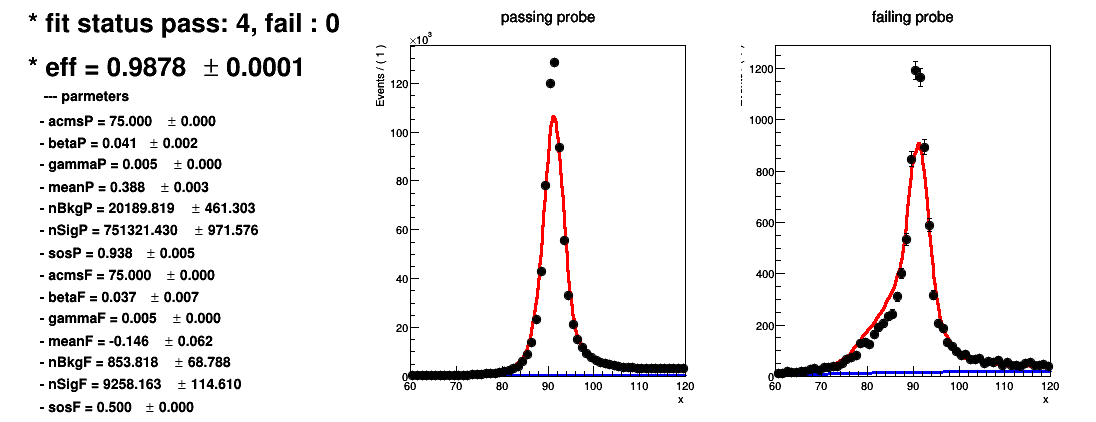 * fit status pass: 4, fail : 0
* eff = 0.9878 ± 0.0001
--- parmeters
- acmsP = 75.000 ± 0.000
- betaP = 0.041 ± 0.002
- gammaP = 0.005 ± 0.000
- meanP = 0.388 ± 0.003
- nBkgP = 20189.819 ± 461.303
- nSigP = 751321.430 ± 971.576
- sosP = 0.938 ± 0.005
- acmsF = 75.000 ± 0.000
- betaF = 0.037 ± 0.007
- gammaF = 0.005 ± 0.000
- meanF = -0.146 ± 0.062
- nBkgF = 853.818 ± 68.788
- nSigF = 9258.163 ± 114.610
- sosF = 0.500 ± 0.000
passing probe
×10³
Events / ( 1 )
120
100
80
60
40
20
0
60 70 80 90 100 110 120
x
failing probe
1200
1000
800
600
400
200
0
60 70 80 90 100 110 120
x